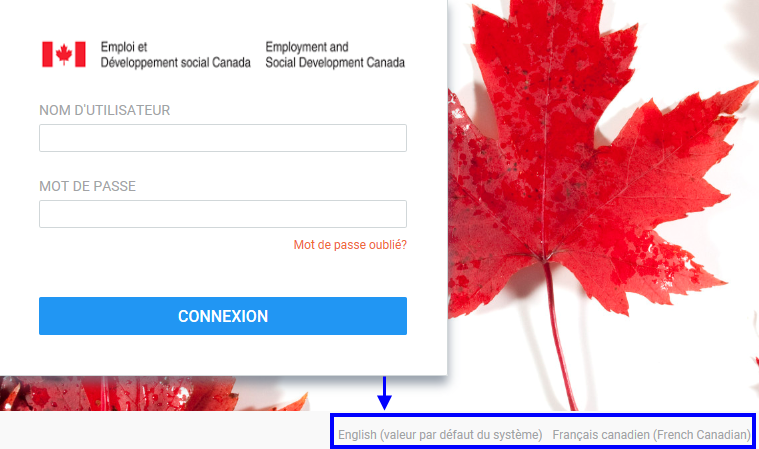 Emploi et
Développement social Canada
Employment and
Social Development Canada
NOM D'UTILISATEUR
MOT DE PASSE
Mot de passe oublié?
CONNEXION
English (valeur par défaut du système) Français canadien (French Canadian)